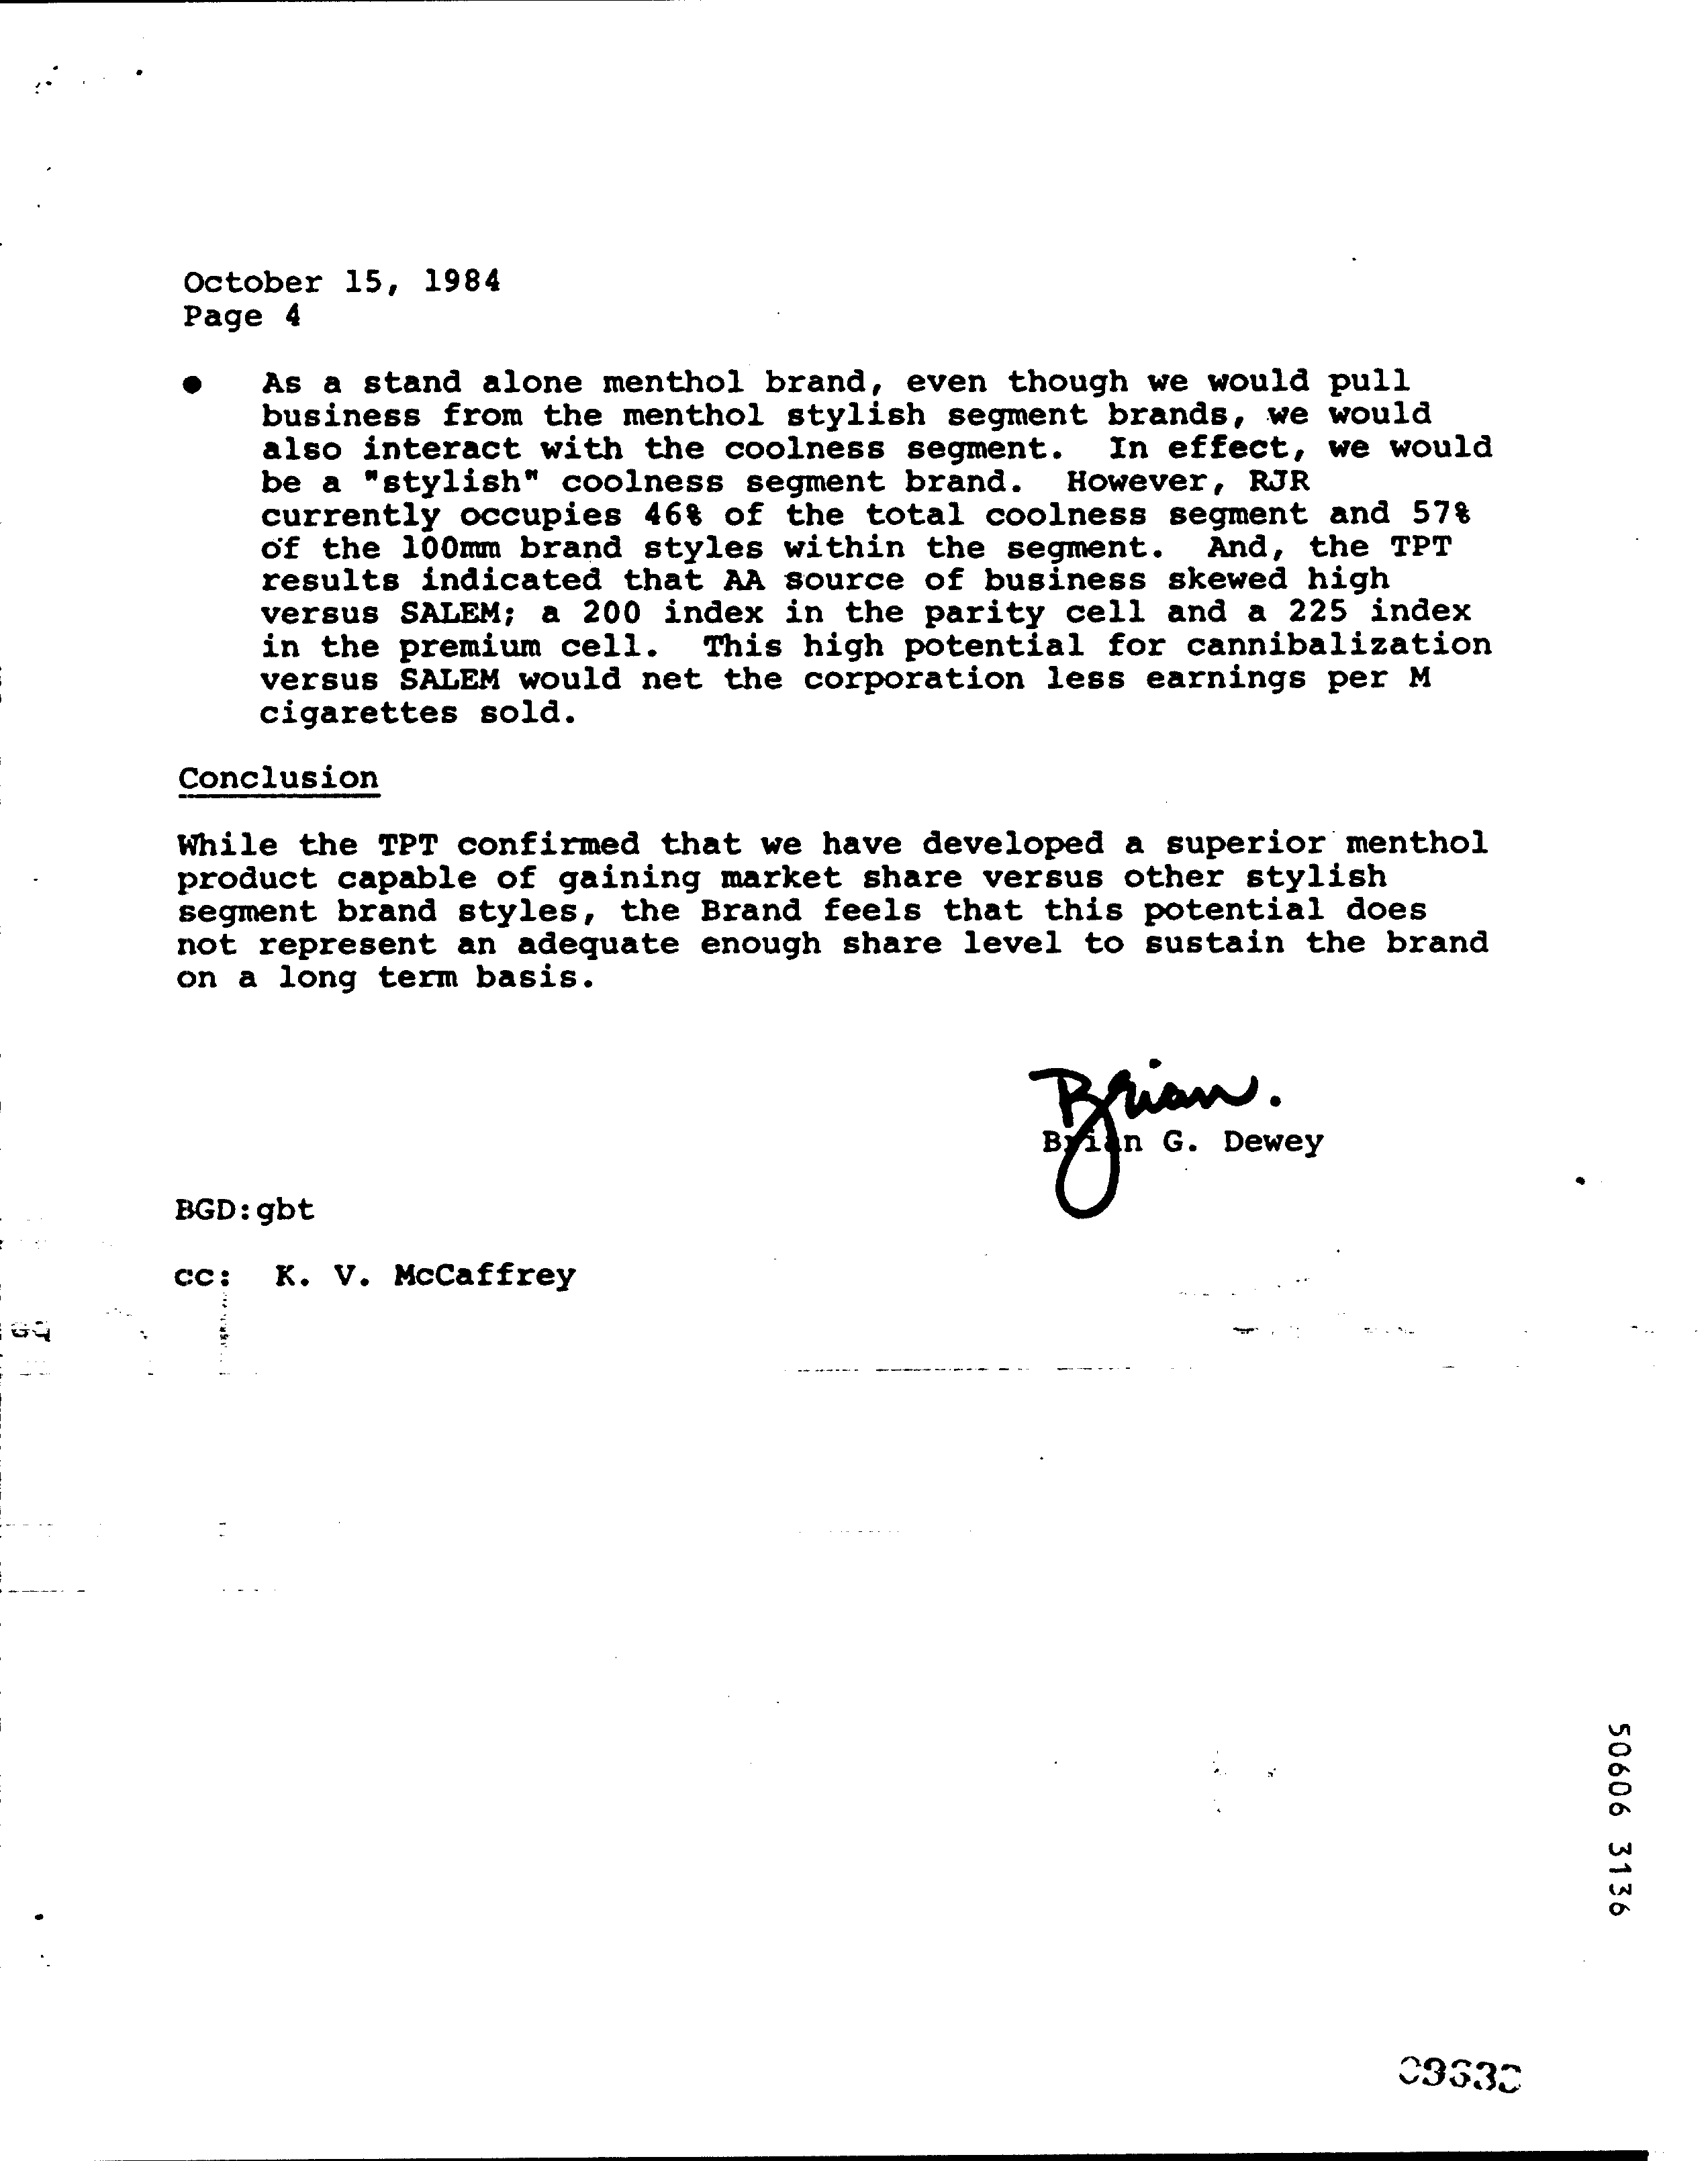 October 15, 1984
Page 4
● As a stand alone menthol brand, even though we would pull
business from the menthol stylish segment brands, we would
also interact with the coolness segment. In effect, we would
be a "stylish" coolness segment brand. However, RJR
currently occupies 46% of the total coolness segment and 57%
of the 100mm brand styles within the segment. And, the TPT
results indicated that AA source of business skewed high
versus SALEM; a 200 index in the parity cell and a 225 index
in the premium cell. This high potential for cannibalization
versus SALEM would net the corporation less earnings per M
cigarettes sold.
Conclusion
While the TPT confirmed that we have developed a superior menthol
product capable of gaining market share versus other stylish
segment brand styles, the Brand feels that this potential does
not represent an adequate enough share level to sustain the brand
on a long term basis.
Brian.
Brian G. Dewey
BGD:gbt
cc: K. V. McCaffrey
50606 3136